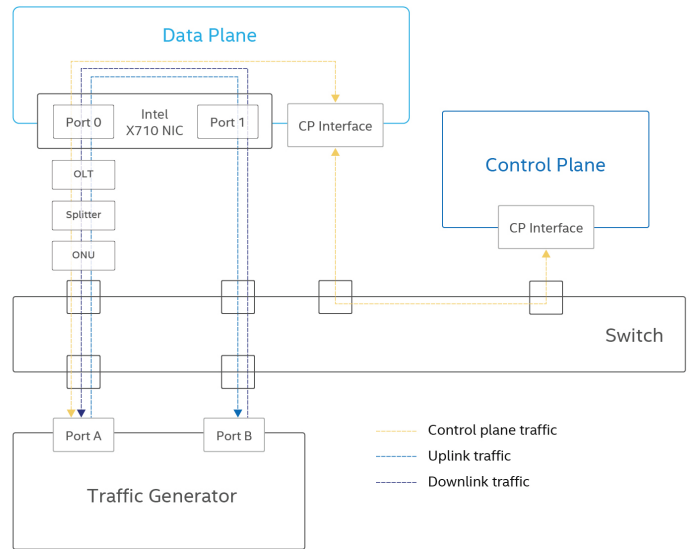 Data Plane
Port 0
Intel
X710 NIC
Port 1
CP Interface
OLT
Splitter
ONU
Control Plane
CP Interface
Switch
Port A
Port B
Traffic Generator
Control plane traffic
Uplink traffic
Downlink traffic